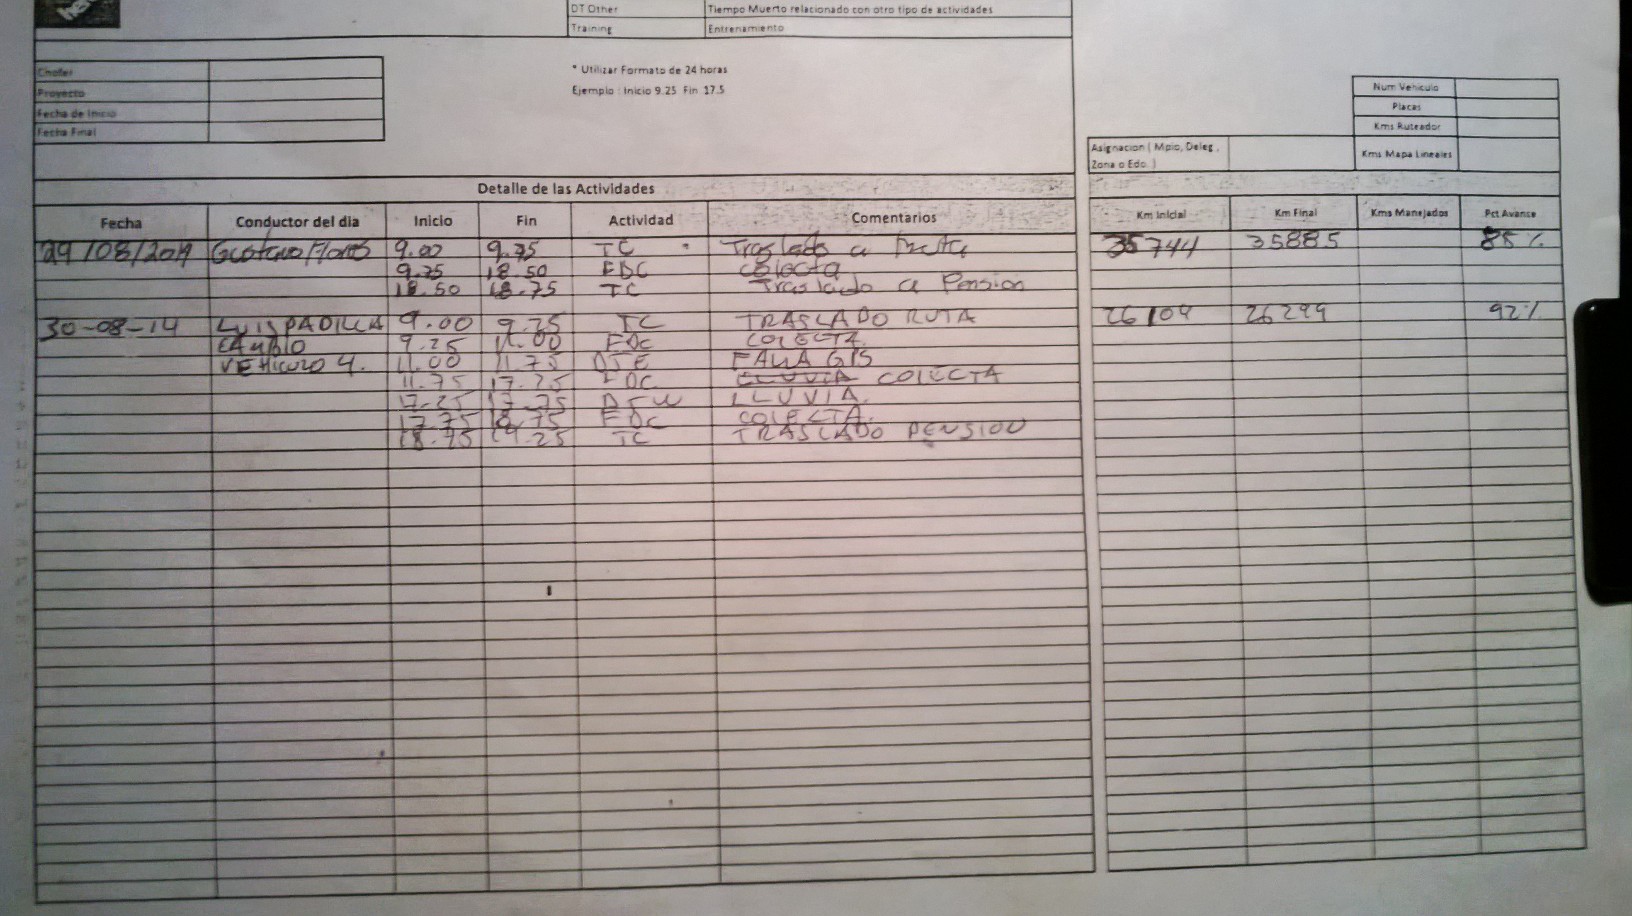 DT Other Tiempo Muerto relacionado con otro tipo de actividades
Training Entrenamiento
* Utilizar Formato de 24 horas
Ejemplo : Inicio 9.25 Fin 17.5
Chofer
Proyecto
Fecha de Inicio
Fecha Final
Num Vehiculo
Placas
Kms Ruteador
Kms Mapa Lineales
Asignacion ( Mpio, Deleg ,
Zona o Edo. )
Detalle de las Actividades
Fecha Conductor del dia Inicio Fin Actividad Comentarios Km Inicial Km Final Kms Manejados Pct Avance
29/08/2014 Gustavo Flores 9.00 9.75 TC Traslado a 35744 35885 85%
9.75 18.50 FDC colecta
18.50 18.75 TC Traslado a Pension
30-08-14 LUIS PADILLA 9.00 9.25 TC TRASLADO RUTA 26109 26299 92%
CAMBIO 9.25 11.00 FDC COLECTA
VEHICULO 4. 11.00 11.75 DTE FALLA GIS
11.75 17.25 FDC LLUVIA COLECTA
17.25 17.75 DTW LLUVIA.
17.75 18.75 FDC COLECTA.
18.75 19.25 TC TRASLADO PENSION